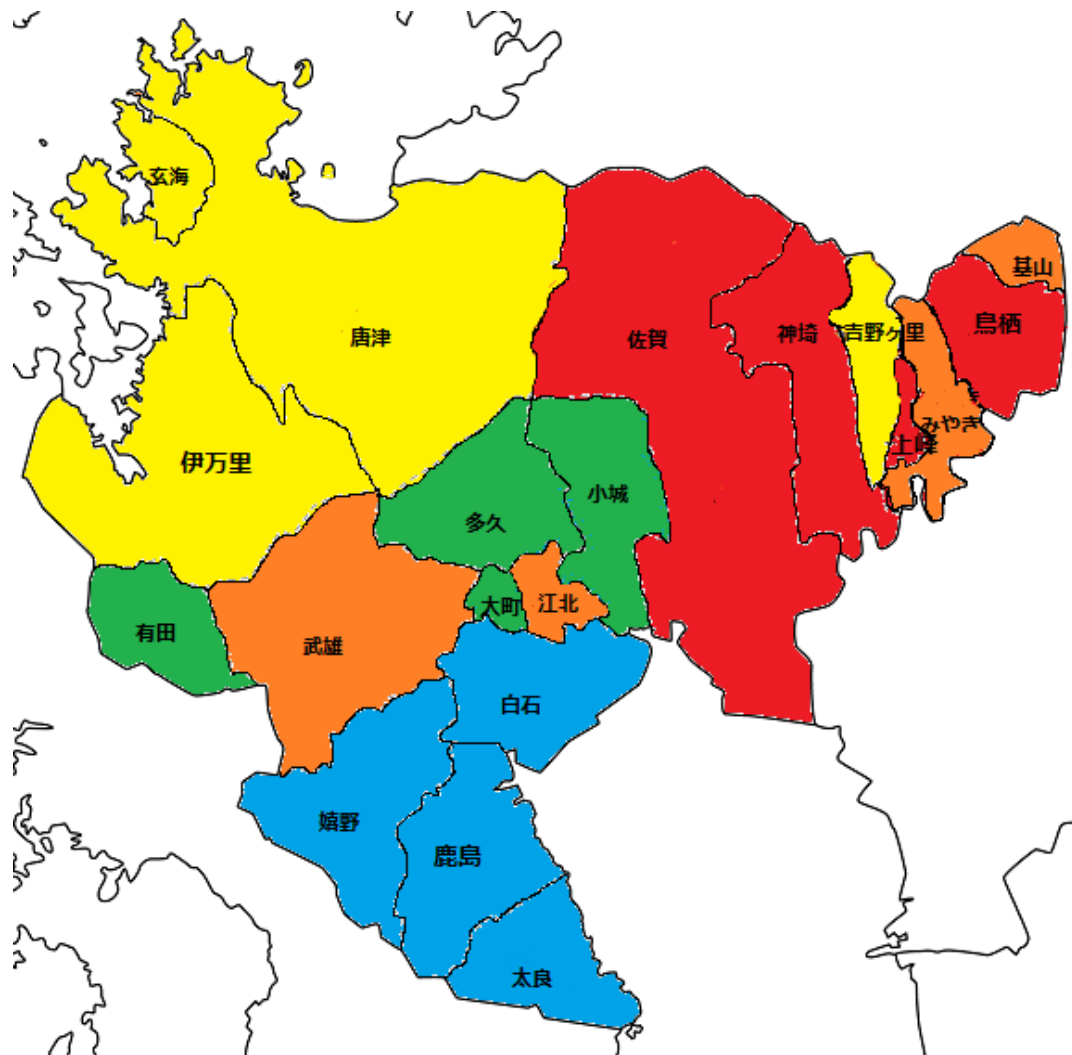 玄海
基山
鳥栖
唐津
佐賀
神埼
吉野ヶ里
みやき
上峰
伊万里
小城
多久
大町
江北
有田
武雄
白石
嬉野
鹿島
太良